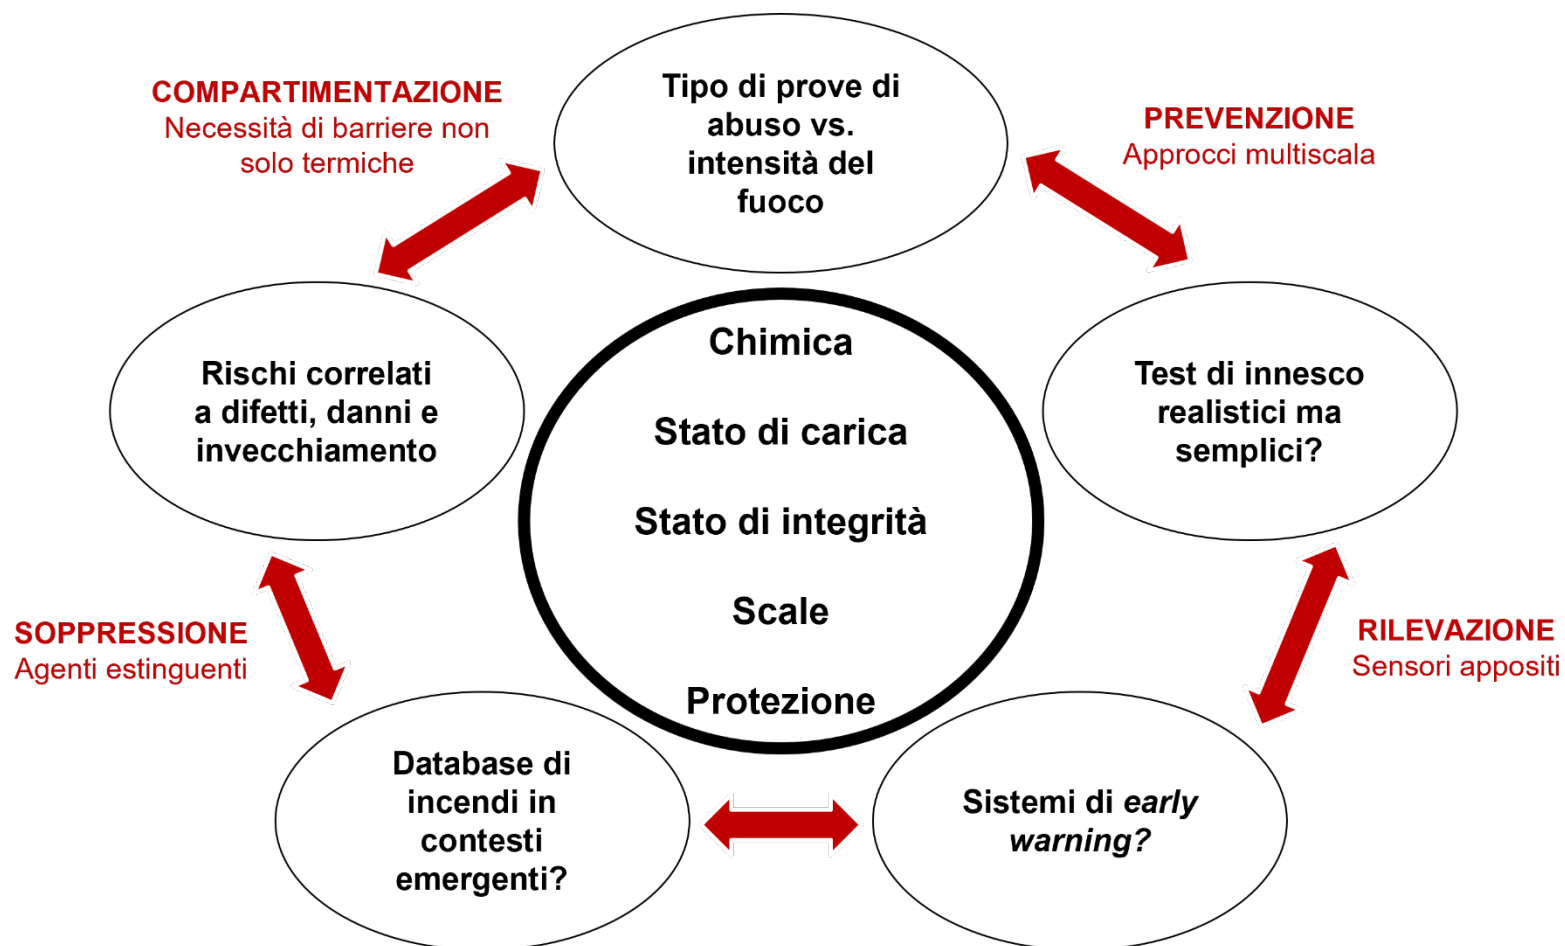 Tipo di prove di
abuso vs.
intensità del
fuoco
COMPARTIMENTAZIONE
Necessità di barriere non
solo termiche
PREVENZIONE
Approcci multiscala
Rischi correlati
a difetti, danni e
invecchiamento
Chimica
Stato di carica
Stato di integrità
Scale
Protezione
Test di innesco
realistici ma
semplici?
SOPPRESSIONE
Agenti estinguenti
RILEVAZIONE
Sensori appositi
Database di
incendi in
contesti
emergenti?
Sistemi di early
warning?